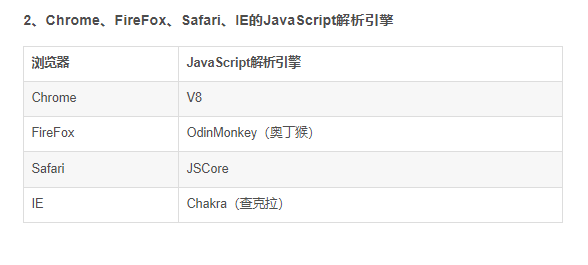 2、Chrome、FireFox、Safari、IE的JavaScript解析引擎
浏览器 JavaScript解析引擎
Chrome V8
FireFox OdinMonkey（奥丁猴）
Safari JSCore
IE Chakra（查克拉）